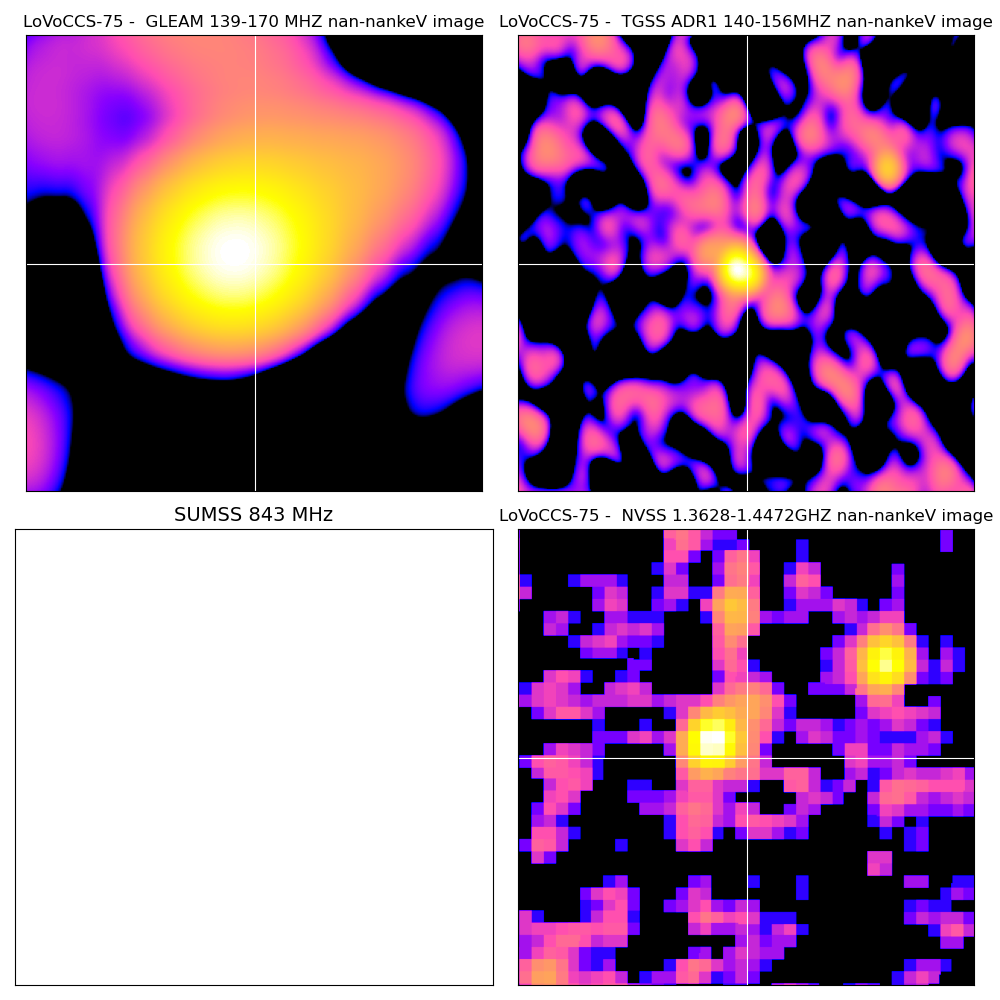 LoVoCCS-75 - GLEAM 139-170 MHZ nan-nankeV image
LoVoCCS-75 - TGSS ADR1 140-156MHZ nan-nankeV image
SUMSS 843 MHz
LoVoCCS-75 - NVSS 1.3628-1.4472GHZ nan-nankeV image